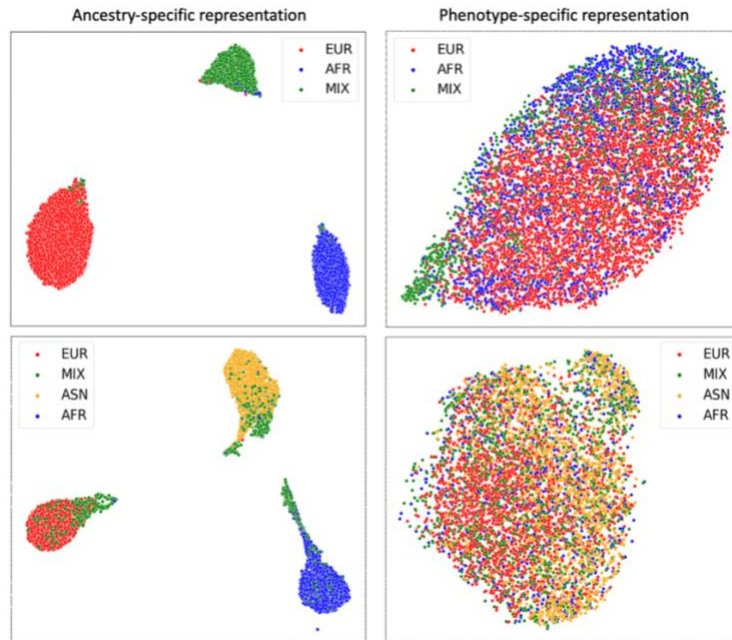 Ancestry-specific representation
Phenotype-specific representation
EUR
AFR
MIX
EUR
AFR
MIX
EUR
MIX
ASN
AFR
EUR
MIX
ASN
AFR